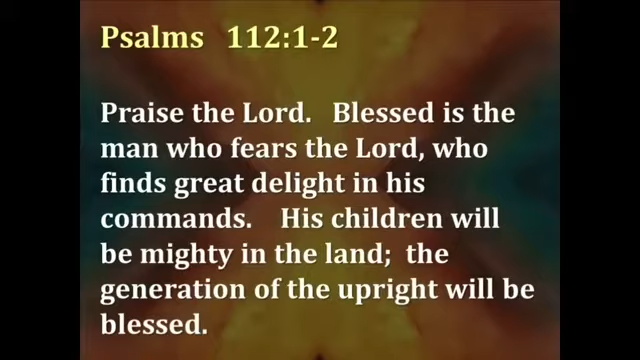 Psalms 112:1-2
Praise the Lord. Blessed is the
man who fears the Lord, who
finds great delight in his
commands. His children will
be mighty in the land; the
generation of the upright will be
blessed.